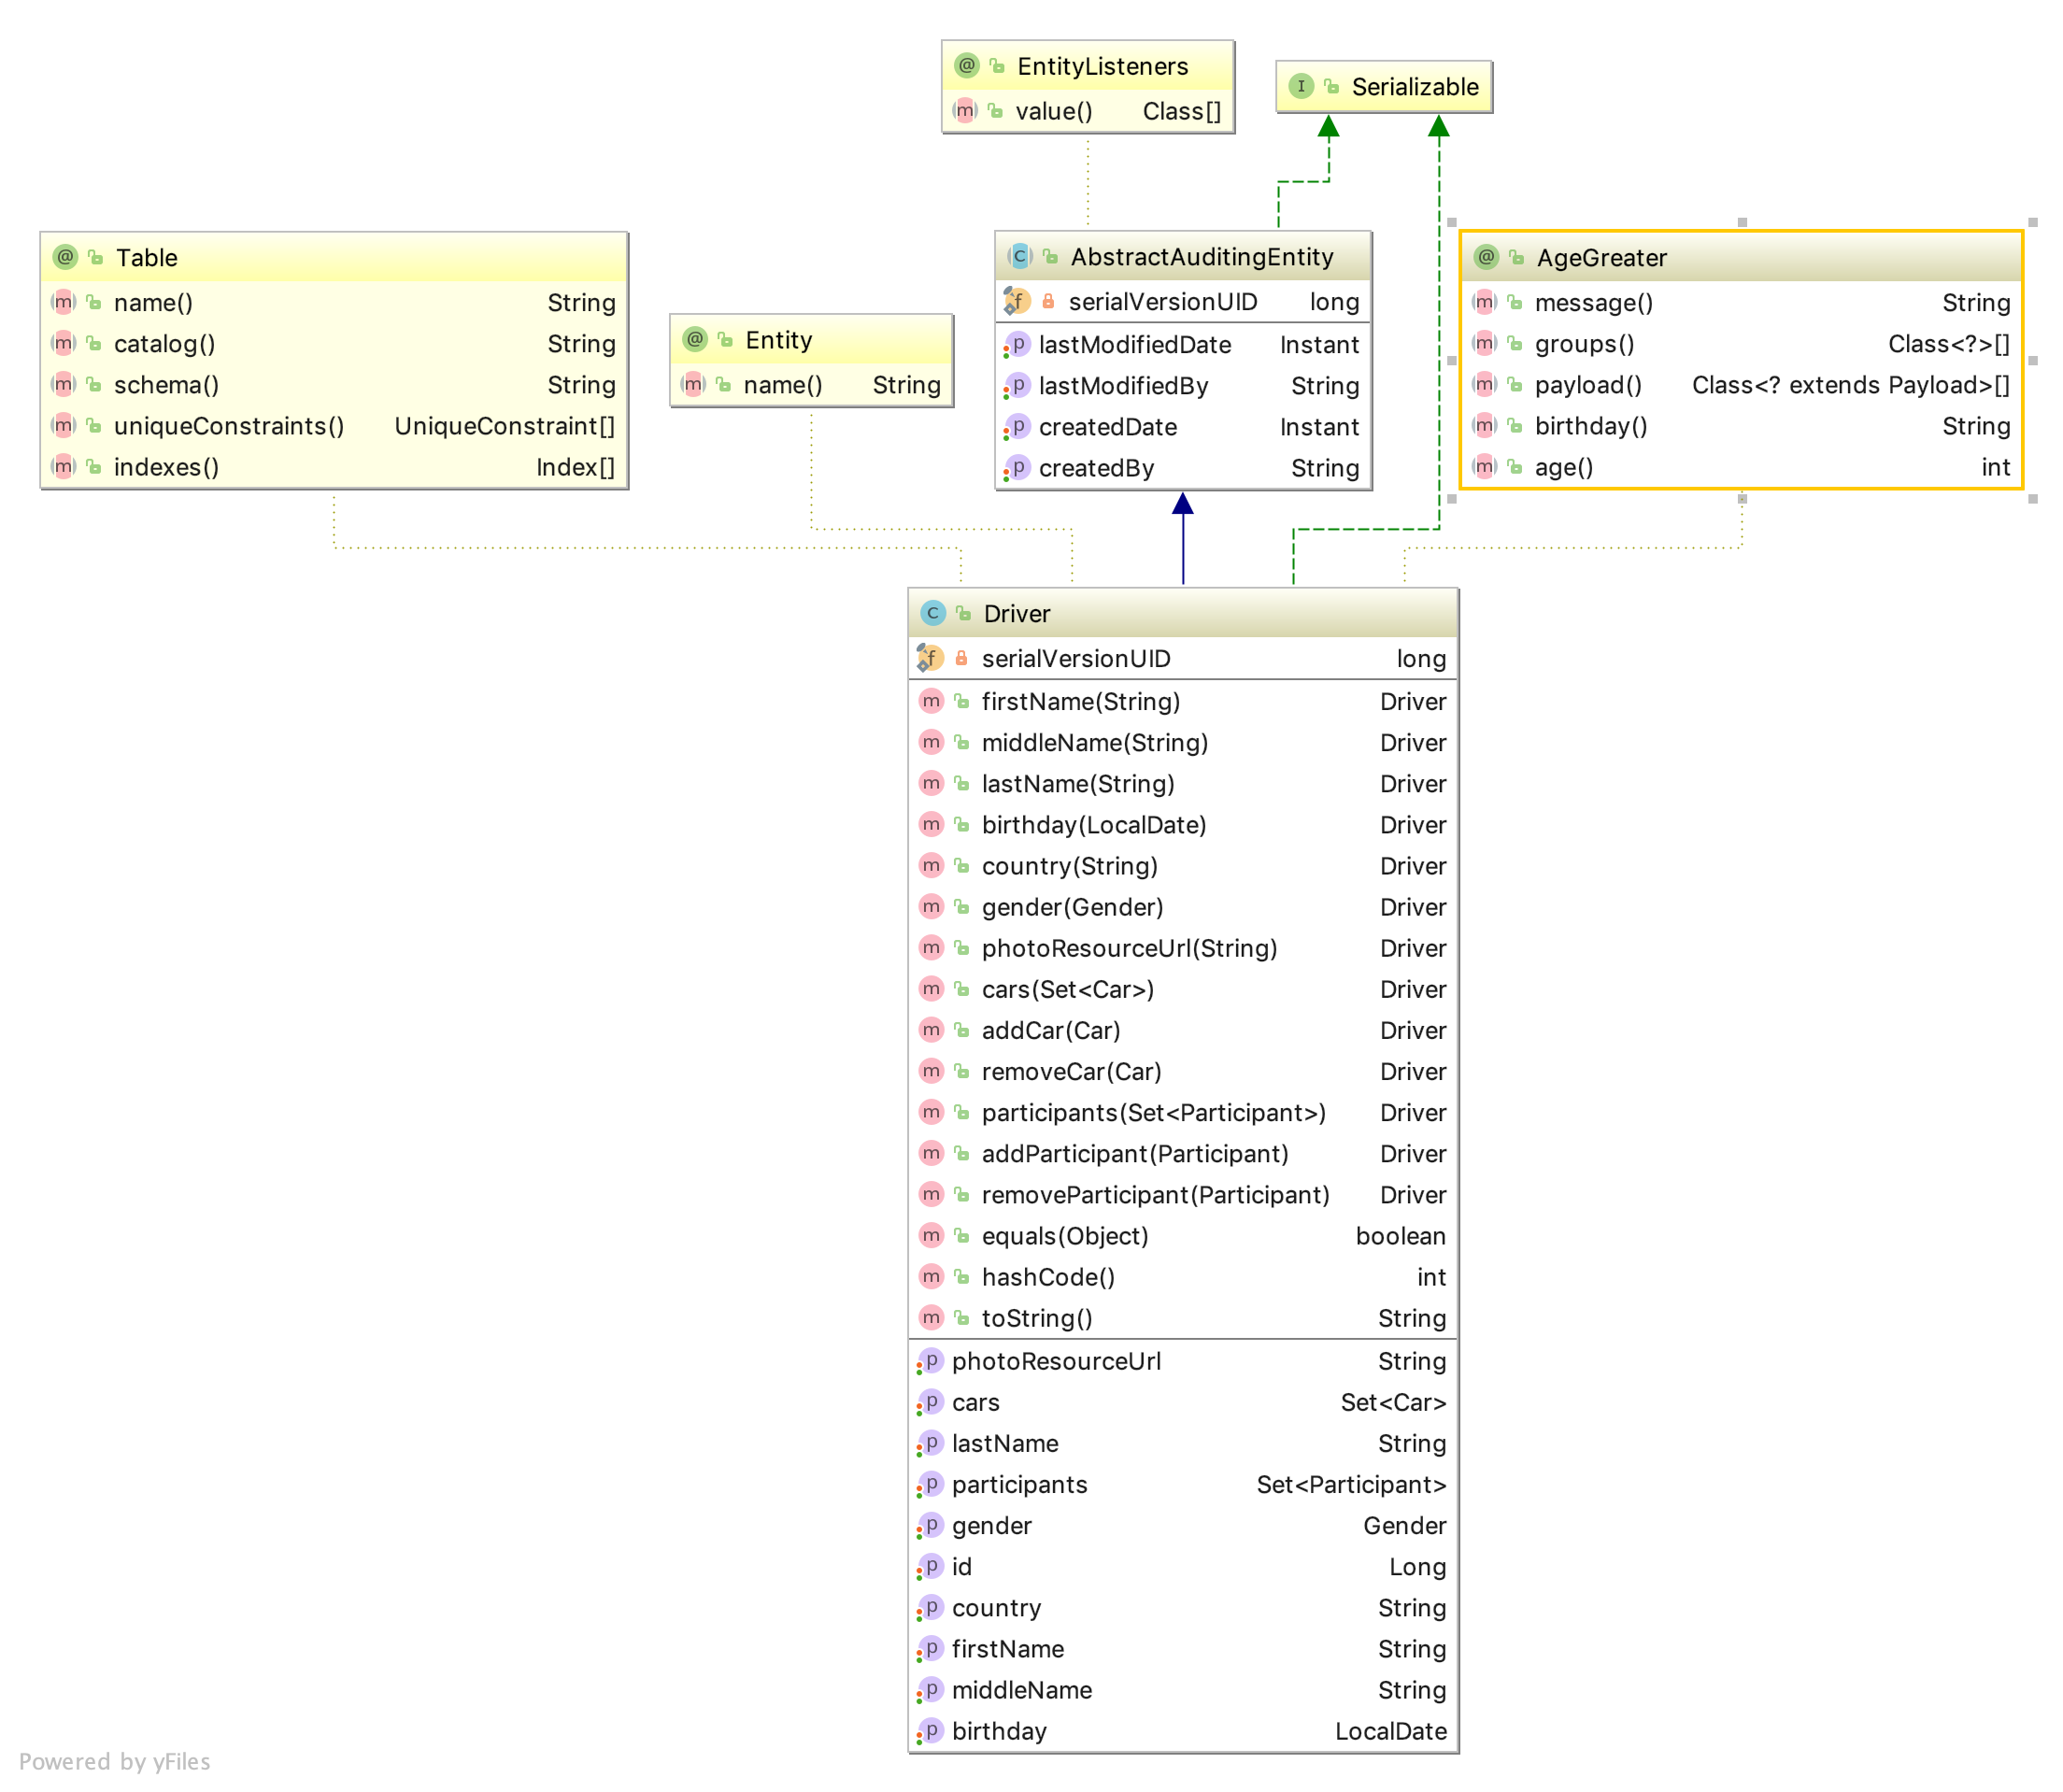 EntityListeners
value() Class[]
Serializable
Table
name() String
catalog() String
schema() String
uniqueConstraints() UniqueConstraint[]
indexes() Index[]
Entity
name() String
AbstractAuditingEntity
serialVersionUID long
lastModifiedDate Instant
lastModifiedBy String
createdDate Instant
createdBy String
AgeGreater
message() String
groups() Class<?>[]
payload() Class<? extends Payload>[]
birthday() String
age() int
Driver
serialVersionUID long
firstName(String) Driver
middleName(String) Driver
lastName(String) Driver
birthday(LocalDate) Driver
country(String) Driver
gender(Gender) Driver
photoResourceUrl(String) Driver
cars(Set<Car>) Driver
addCar(Car) Driver
removeCar(Car) Driver
participants(Set<Participant>) Driver
addParticipant(Participant) Driver
removeParticipant(Participant) Driver
equals(Object) boolean
hashCode() int
toString() String
photoResourceUrl String
cars Set<Car>
lastName String
participants Set<Participant>
gender Gender
id Long
country String
firstName String
middleName String
birthday LocalDate
Powered by yFiles